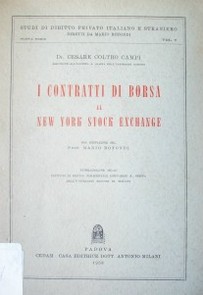 STUDI DI DIRITTO PRIVATO ITALIANO E STRANIERO
DIRETTI DA MARIO ROTONDI
Dr. CESARE COLTRO CAMPI
I CONTRATTI DI BORSA
AL
NEW YORK STOCK EXCHANGE
CON PREFAZIONE DEL
PROF. MARIO ROTONDI
PADOVA
CEDAM CASA EDITRICE DOTT. ANTONIO MILANI